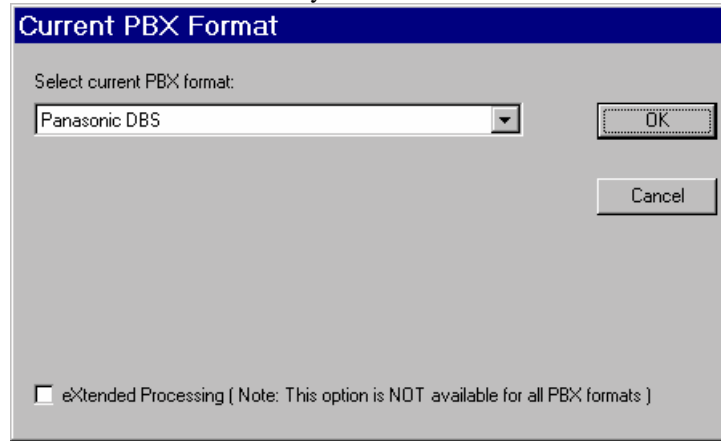 Current PBX Format
Select current PBX format:
Panasonic DBS
OK
Cancel
eXtended Processing ( Note: This option is NOT available for all PBX formats )